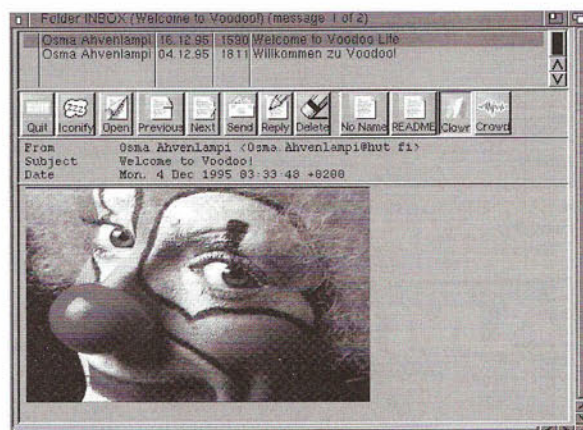 Folder INBOX (Welcome to Voodoo!) (message 1 of 2)
Osma Ahvenlampi 16.12.95 1590 Welcome to Voodoo Life
Osma Ahvenlampi 04.12.95 1811 Willkommen zu Voodoo!
Quit Iconify Open Previous Next Send Reply Delete No Name README Clown Crowd
From Osma Ahvenlampi <Osma.Ahvenlampi@hut.fi>
Subject Welcome to Voodoo!
Date Mon, 4 Dec 1995 03:33:48 +0200